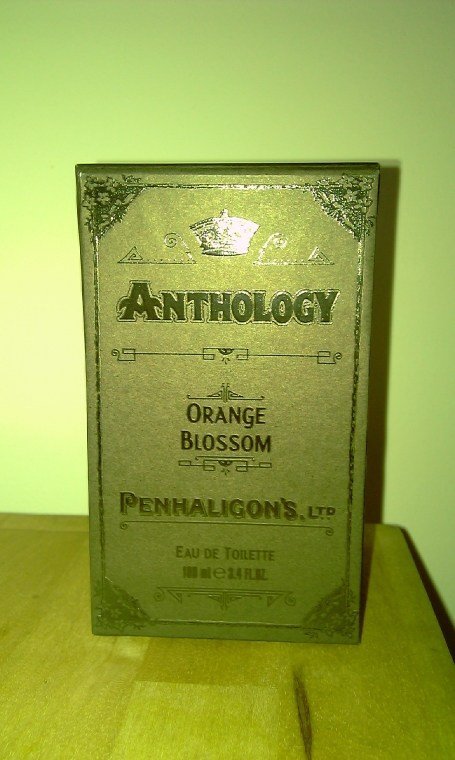 ANTHOLOGY
ORANGE
BLOSSOM
PENHALIGON'S. LTD
EAU DE TOILETTE
100 ml ℮ 3.4 FL.OZ.